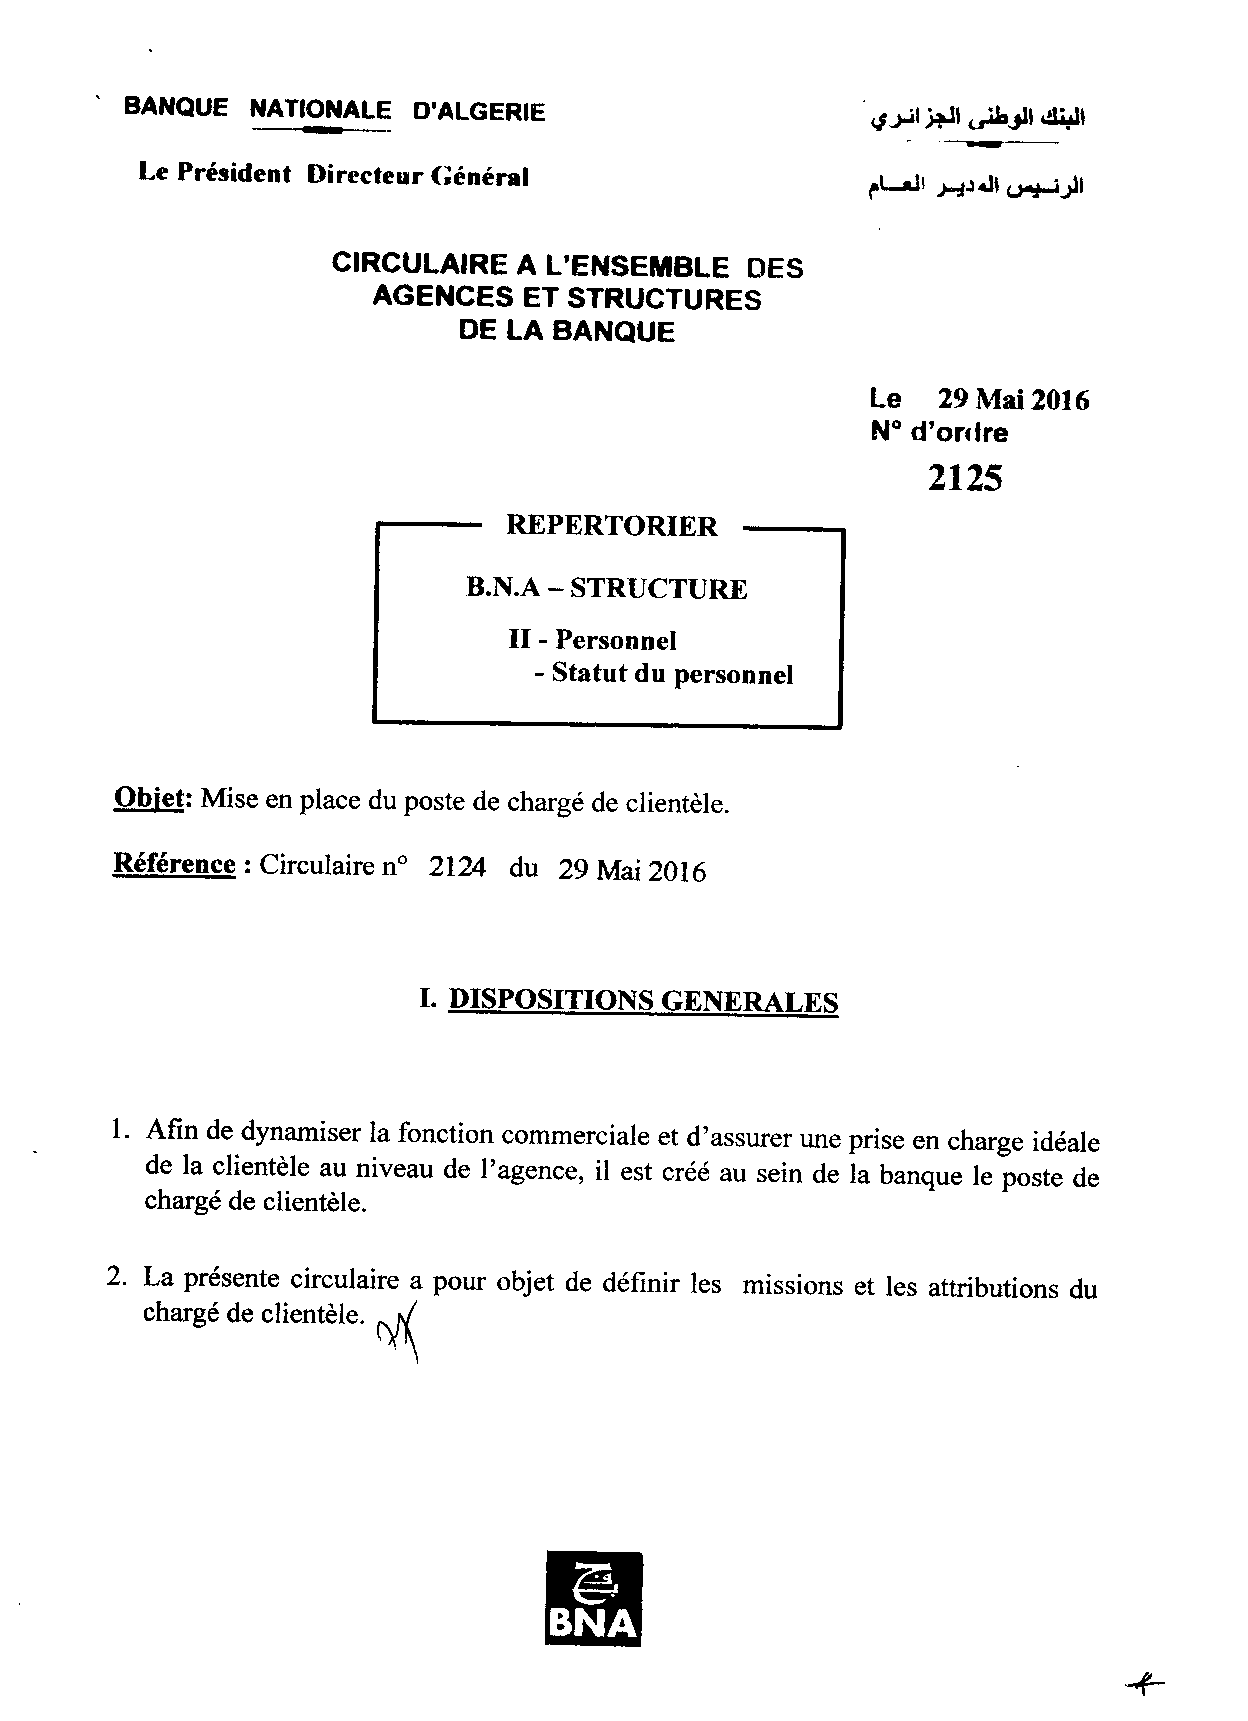 BANQUE NATIONALE D'ALGERIE
البنك الوطني الجزائري
Le Président Directeur Général
الرئيس المدير العام
CIRCULAIRE A L'ENSEMBLE DES
AGENCES ET STRUCTURES
DE LA BANQUE
Le 29 Mai 2016
N° d'ordre
2125
REPERTORIER
B.N.A – STRUCTURE
II - Personnel
- Statut du personnel
Objet: Mise en place du poste de chargé de clientèle.
Référence : Circulaire n° 2124 du 29 Mai 2016
I. DISPOSITIONS GENERALES
1. Afin de dynamiser la fonction commerciale et d'assurer une prise en charge idéale
de la clientèle au niveau de l'agence, il est créé au sein de la banque le poste de
chargé de clientèle.
2. La présente circulaire a pour objet de définir les missions et les attributions du
chargé de clientèle.
BNA